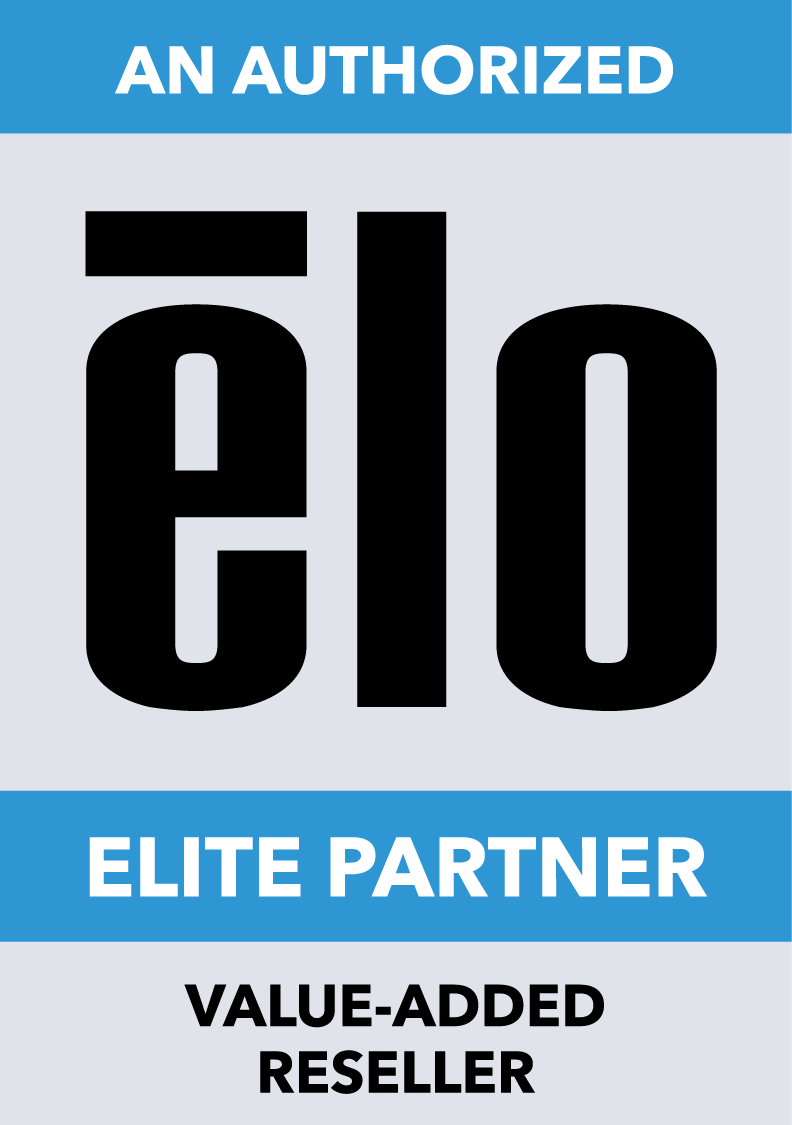 AN AUTHORIZED
ēlo
ELITE PARTNER
VALUE-ADDED
RESELLER